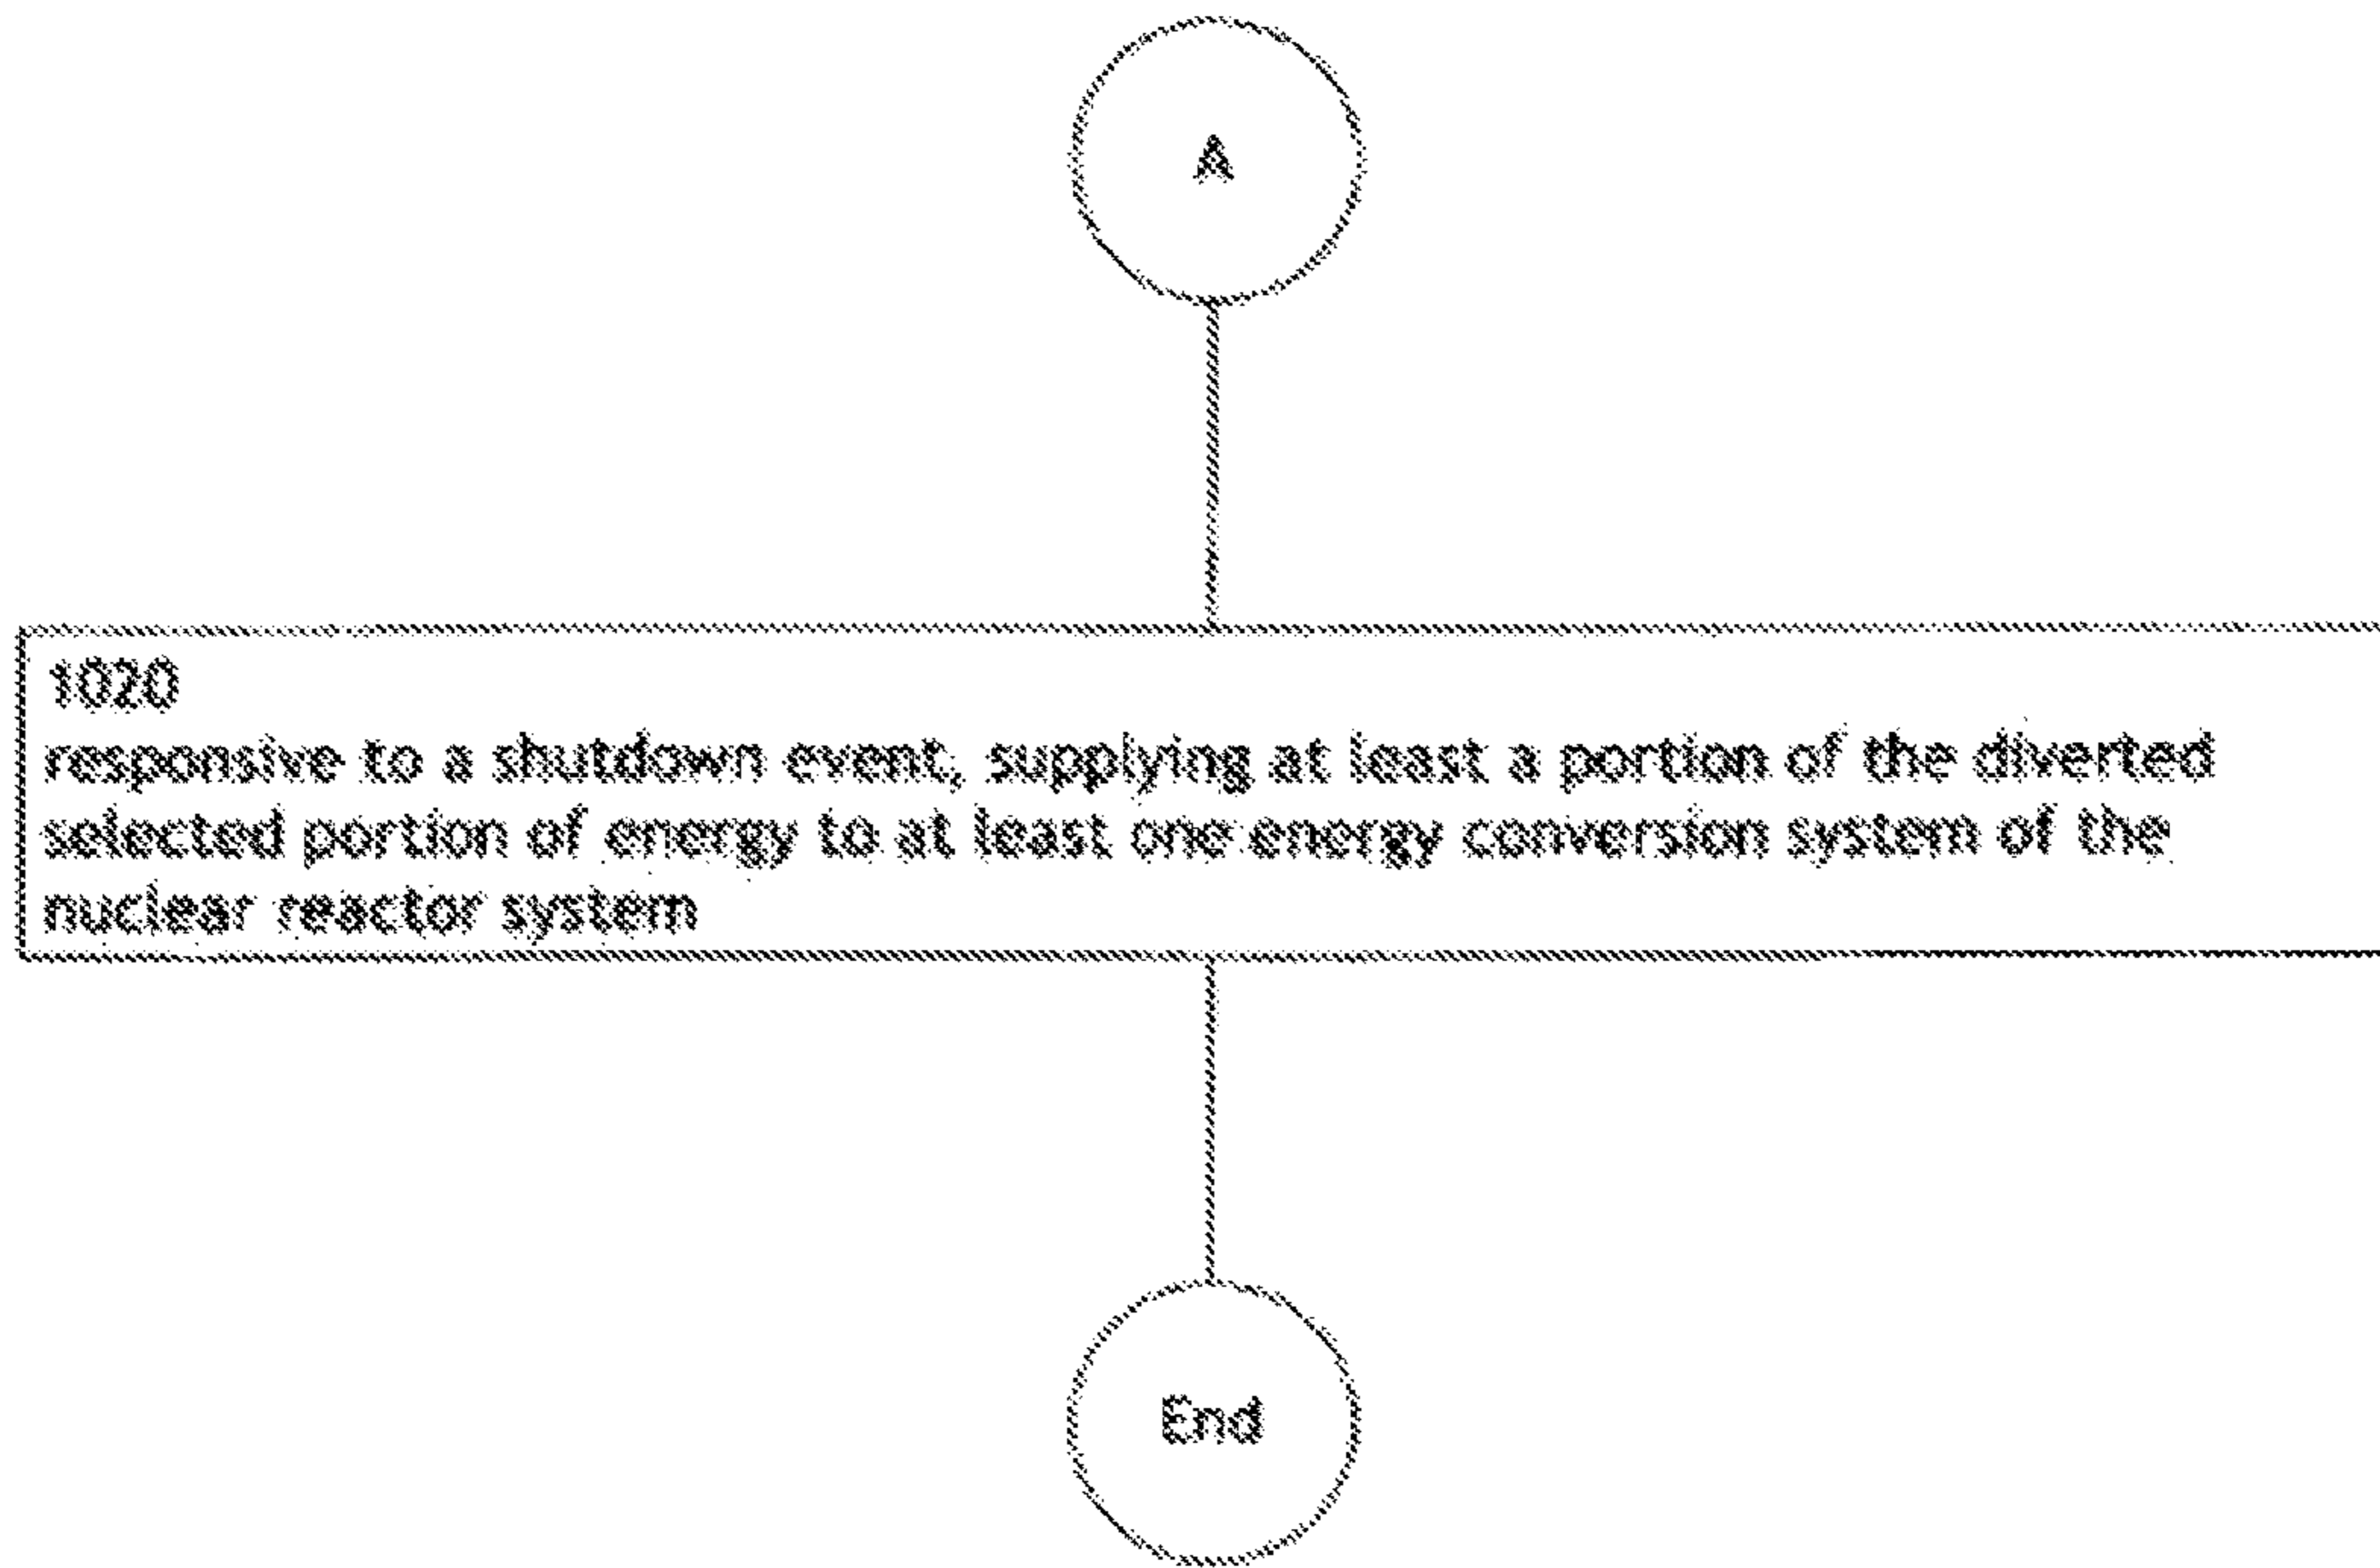 A
1020
responsive to a shutdown event, supplying at least a portion of the diverted
selected portion of energy to at least one energy conversion system of the
nuclear reactor system
End